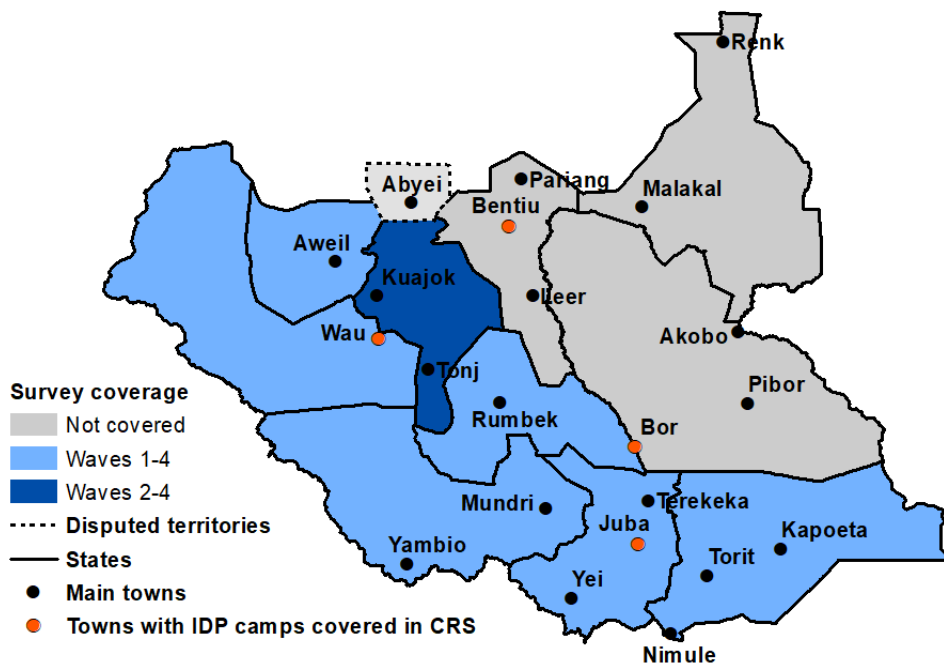 Renk
Abyei
Pariang
Malakal
Bentiu
Aweil
Kuajok
Leer
Wau
Akobo
Tonj
Pibor
Rumbek
Bor
Survey coverage
Not covered
Waves 1-4
Waves 2-4
Disputed territories
States
Main towns
Towns with IDP camps covered in CRS
Mundri
Terekeka
Juba
Kapoeta
Yambio
Torit
Yei
Nimule